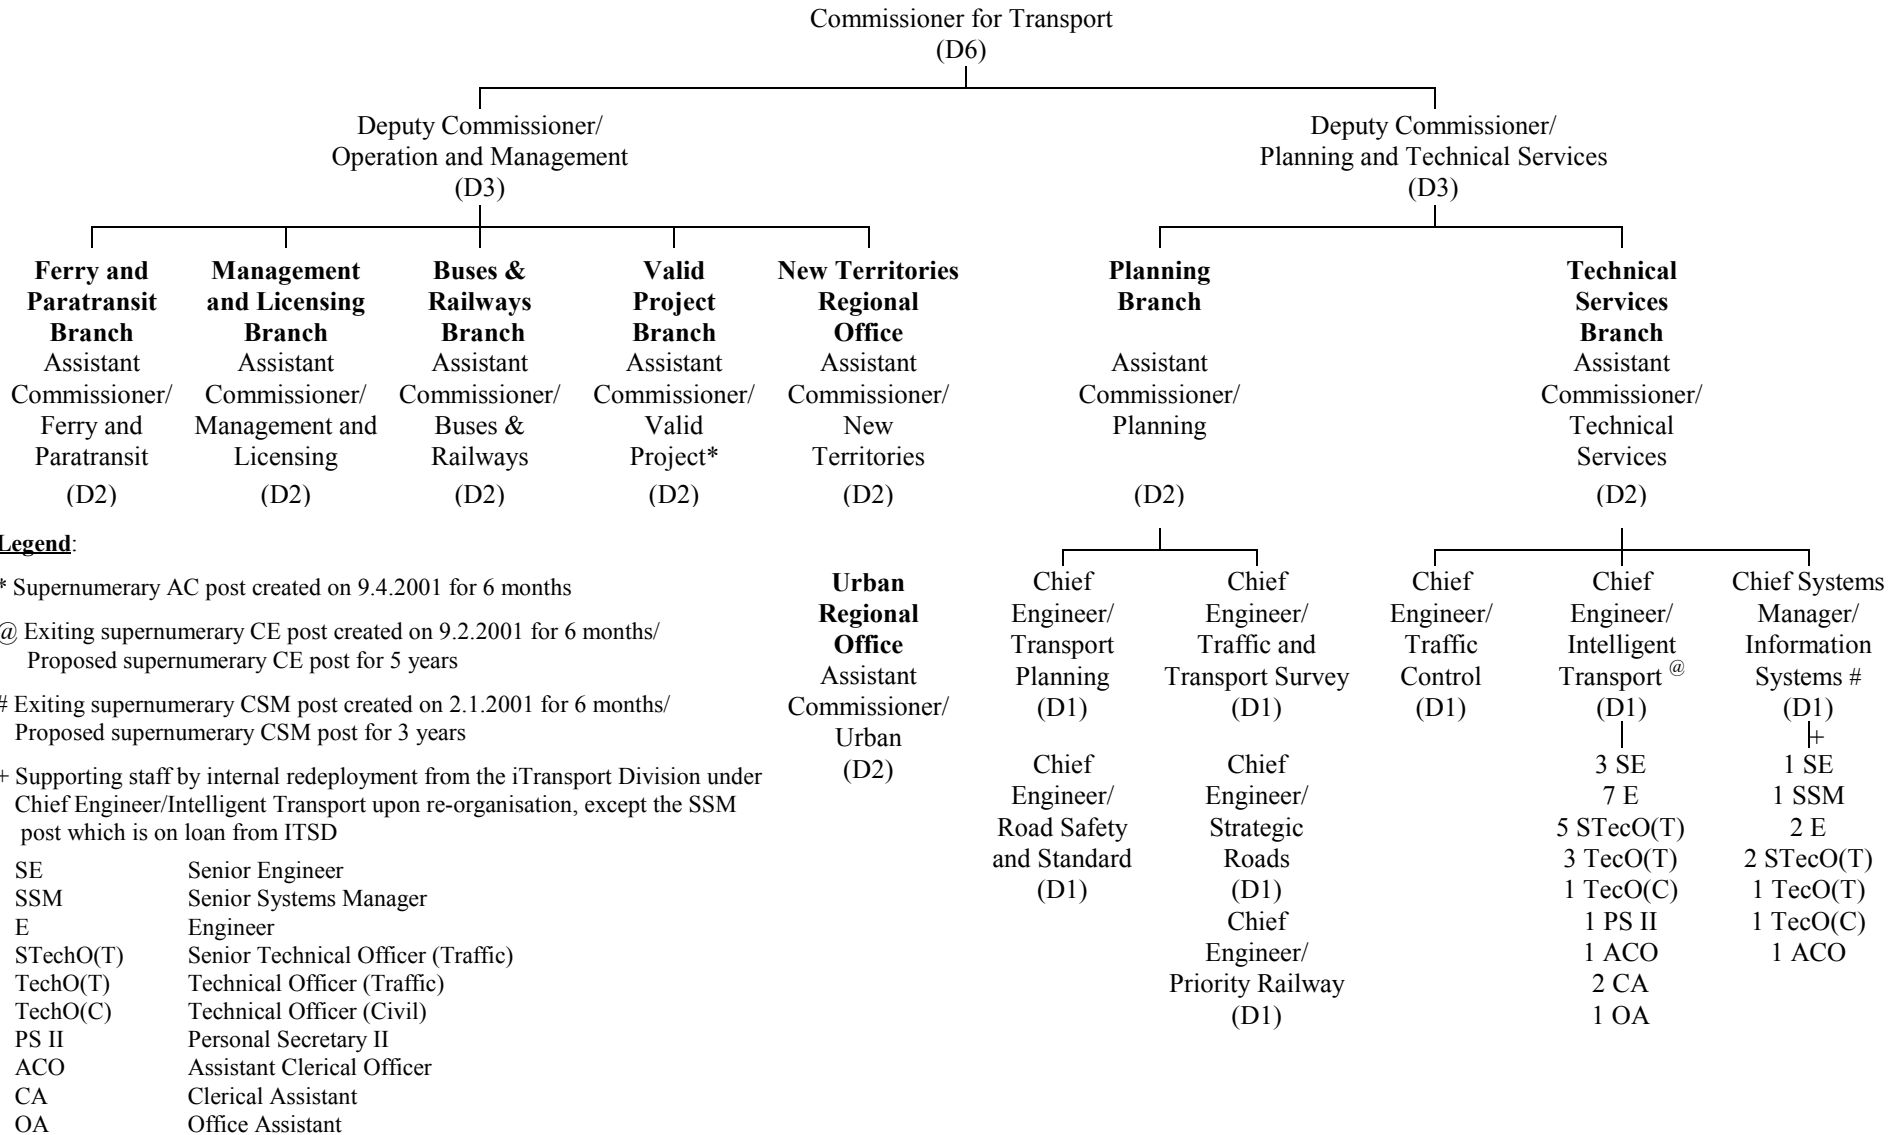 Commissioner for Transport
(D6)
Deputy Commissioner/
Operation and Management
(D3)
Deputy Commissioner/
Planning and Technical Services
(D3)
Ferry and
Paratransit
Branch
Assistant
Commissioner/
Ferry and
Paratransit
(D2)
Management
and Licensing
Branch
Assistant
Commissioner/
Management and
Licensing
(D2)
Buses &
Railways
Branch
Assistant
Commissioner/
Buses &
Railways
(D2)
Valid
Project
Branch
Assistant
Commissioner/
Valid
Project*
(D2)
New Territories
Regional
Office
Assistant
Commissioner/
New
Territories
(D2)
Urban
Regional
Office
Assistant
Commissioner/
Urban
(D2)
Planning
Branch
Assistant
Commissioner/
Planning
(D2)
Technical
Services
Branch
Assistant
Commissioner/
Technical
Services
(D2)
Chief
Engineer/
Transport
Planning
(D1)
Chief
Engineer/
Road Safety
and Standard
(D1)
Chief
Engineer/
Traffic and
Transport Survey
(D1)
Chief
Engineer/
Strategic
Roads
(D1)
Chief
Engineer/
Priority Railway
(D1)
Chief
Engineer/
Traffic
Control
(D1)
Chief
Engineer/
Intelligent
Transport @
(D1)
3 SE
7 E
5 STecO(T)
3 TecO(T)
1 TecO(C)
1 PS II
1 ACO
2 CA
1 OA
Chief Systems
Manager/
Information
Systems #
(D1)
+
1 SE
1 SSM
2 E
2 STecO(T)
1 TecO(T)
1 TecO(C)
1 ACO
Legend:
* Supernumerary AC post created on 9.4.2001 for 6 months
@ Exiting supernumerary CE post created on 9.2.2001 for 6 months/
Proposed supernumerary CE post for 5 years
# Exiting supernumerary CSM post created on 2.1.2001 for 6 months/
Proposed supernumerary CSM post for 3 years
+ Supporting staff by internal redeployment from the iTransport Division under
Chief Engineer/Intelligent Transport upon re-organisation, except the SSM
post which is on loan from ITSD
SE Senior Engineer
SSM Senior Systems Manager
E Engineer
STechO(T) Senior Technical Officer (Traffic)
TechO(T) Technical Officer (Traffic)
TechO(C) Technical Officer (Civil)
PS II Personal Secretary II
ACO Assistant Clerical Officer
CA Clerical Assistant
OA Office Assistant